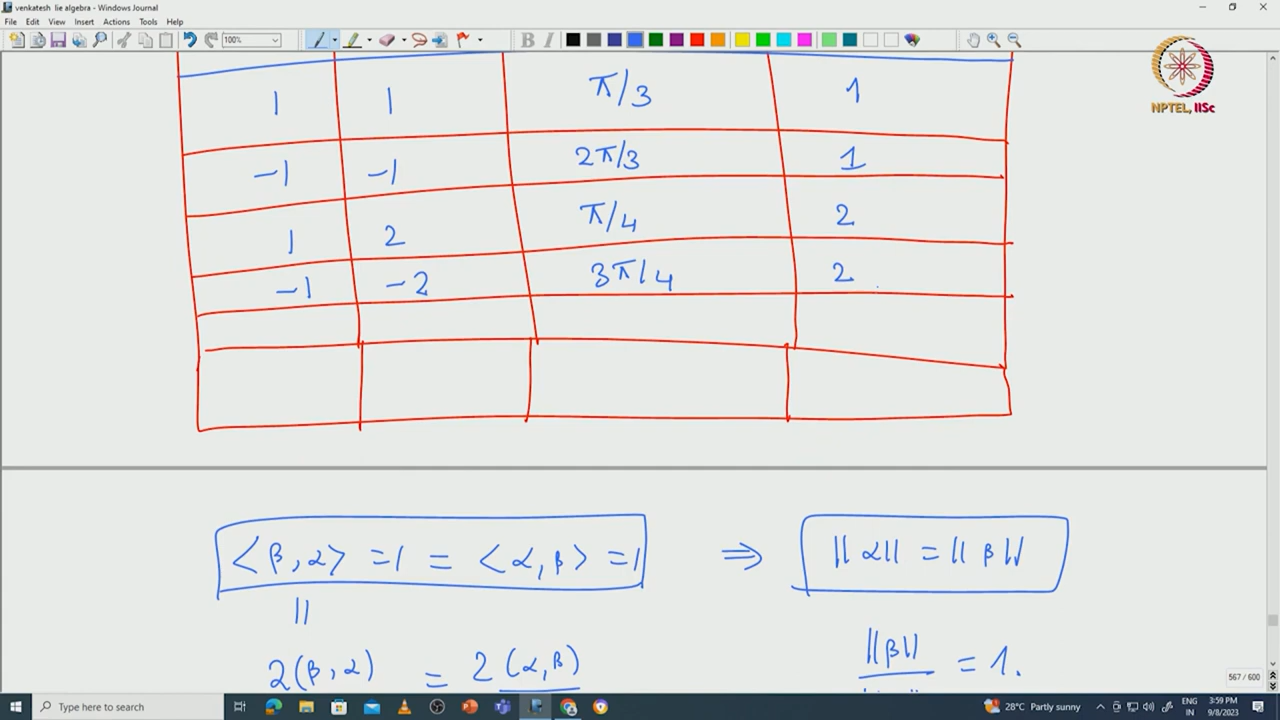 venkatesh lie algebra - Windows Journal
File Edit View Insert Actions Tools Help
100%
1 1 π/3 1
-1 -1 2π/3 1
1 2 π/4 2
-1 -2 3π/4 2
NPTEL, IISc
<β,α> =1 = <α,β> =1 ⇒ ||α|| = ||β||
||
2(β,α) = 2(α,β)
||β|| = 1.
567 / 600
Type here to search
28°C Partly sunny
ENG
IN
3:59 PM
9/8/2023